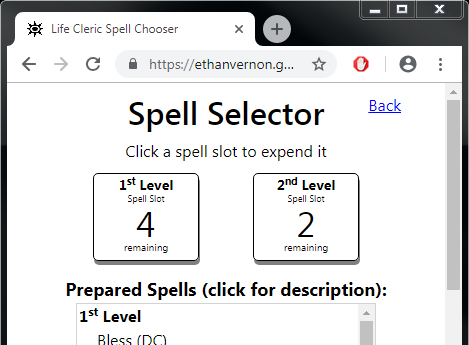 Life Cleric Spell Chooser
https://ethanvernon.g...
Spell Selector
Back
Click a spell slot to expend it
1st Level
Spell Slot
4
remaining
2nd Level
Spell Slot
2
remaining
Prepared Spells (click for description):
1st Level
Bless (DC)